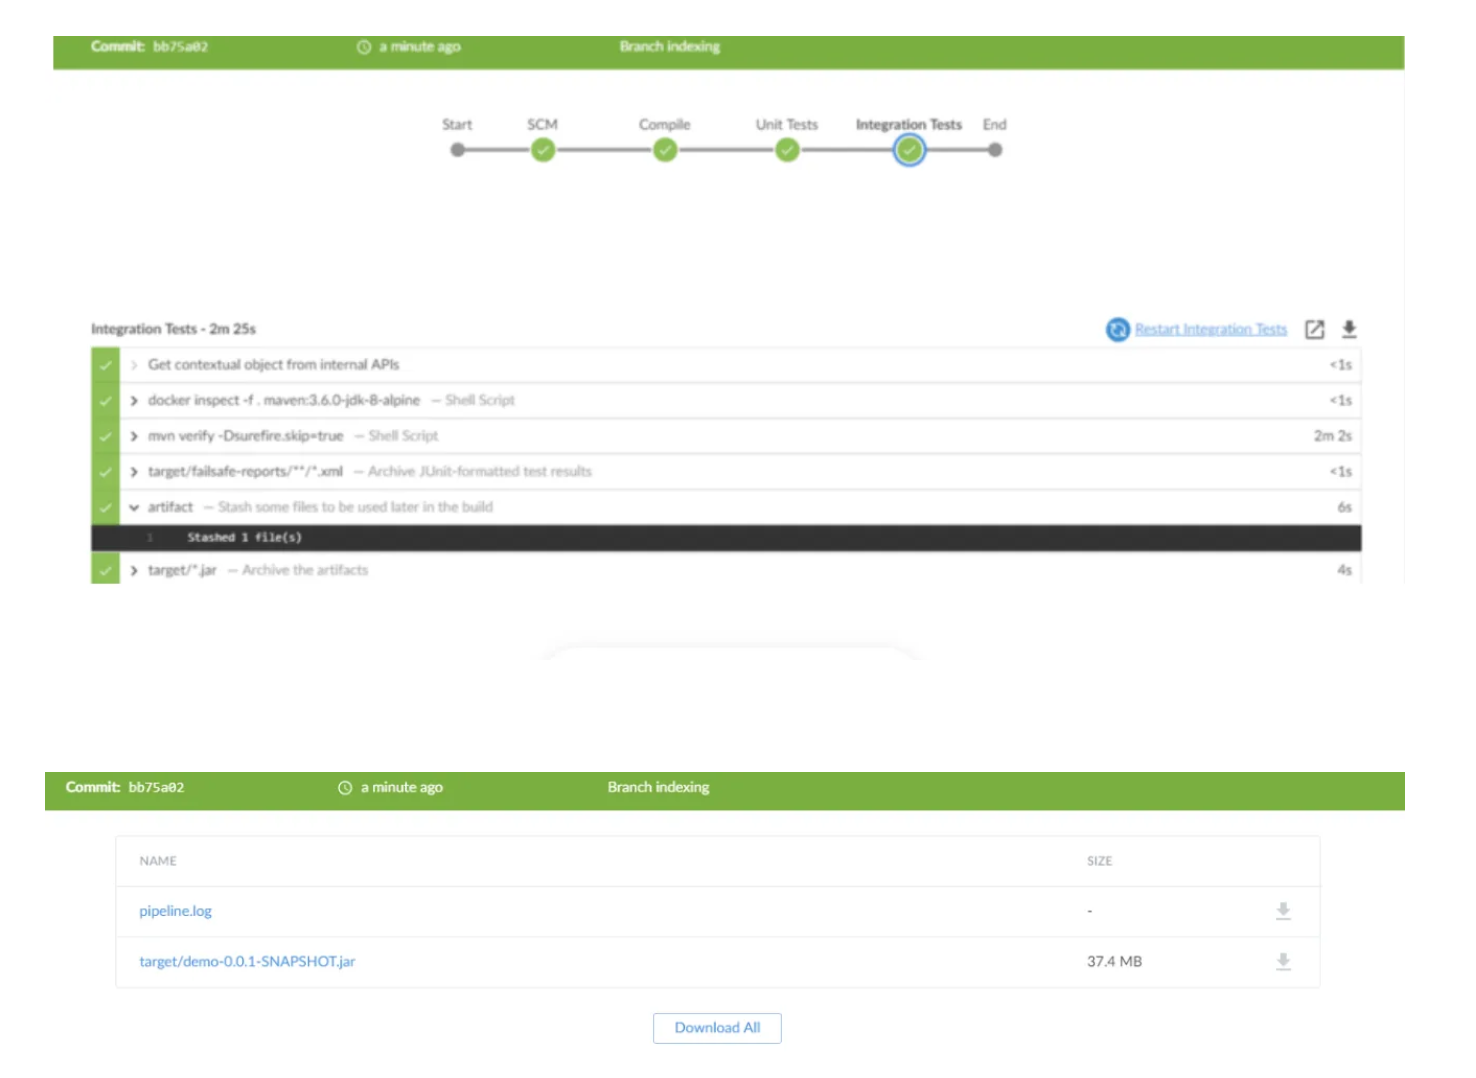 Commit: bb75a02 a minute ago Branch indexing
Start SCM Compile Unit Tests Integration Tests End
Integration Tests - 2m 25s Restart Integration Tests
Get contextual object from internal APIs <1s
docker inspect -f . maven:3.6.0-jdk-8-alpine — Shell Script <1s
mvn verify -Dsurefire.skip=true — Shell Script 2m 2s
target/failsafe-reports/**/*.xml — Archive JUnit-formatted test results <1s
artifact — Stash some files to be used later in the build 6s
1 Stashed 1 file(s)
target/*.jar — Archive the artifacts 4s
Commit: bb75a02 a minute ago Branch indexing
NAME SIZE
pipeline.log -
target/demo-0.0.1-SNAPSHOT.jar 37.4 MB
Download All